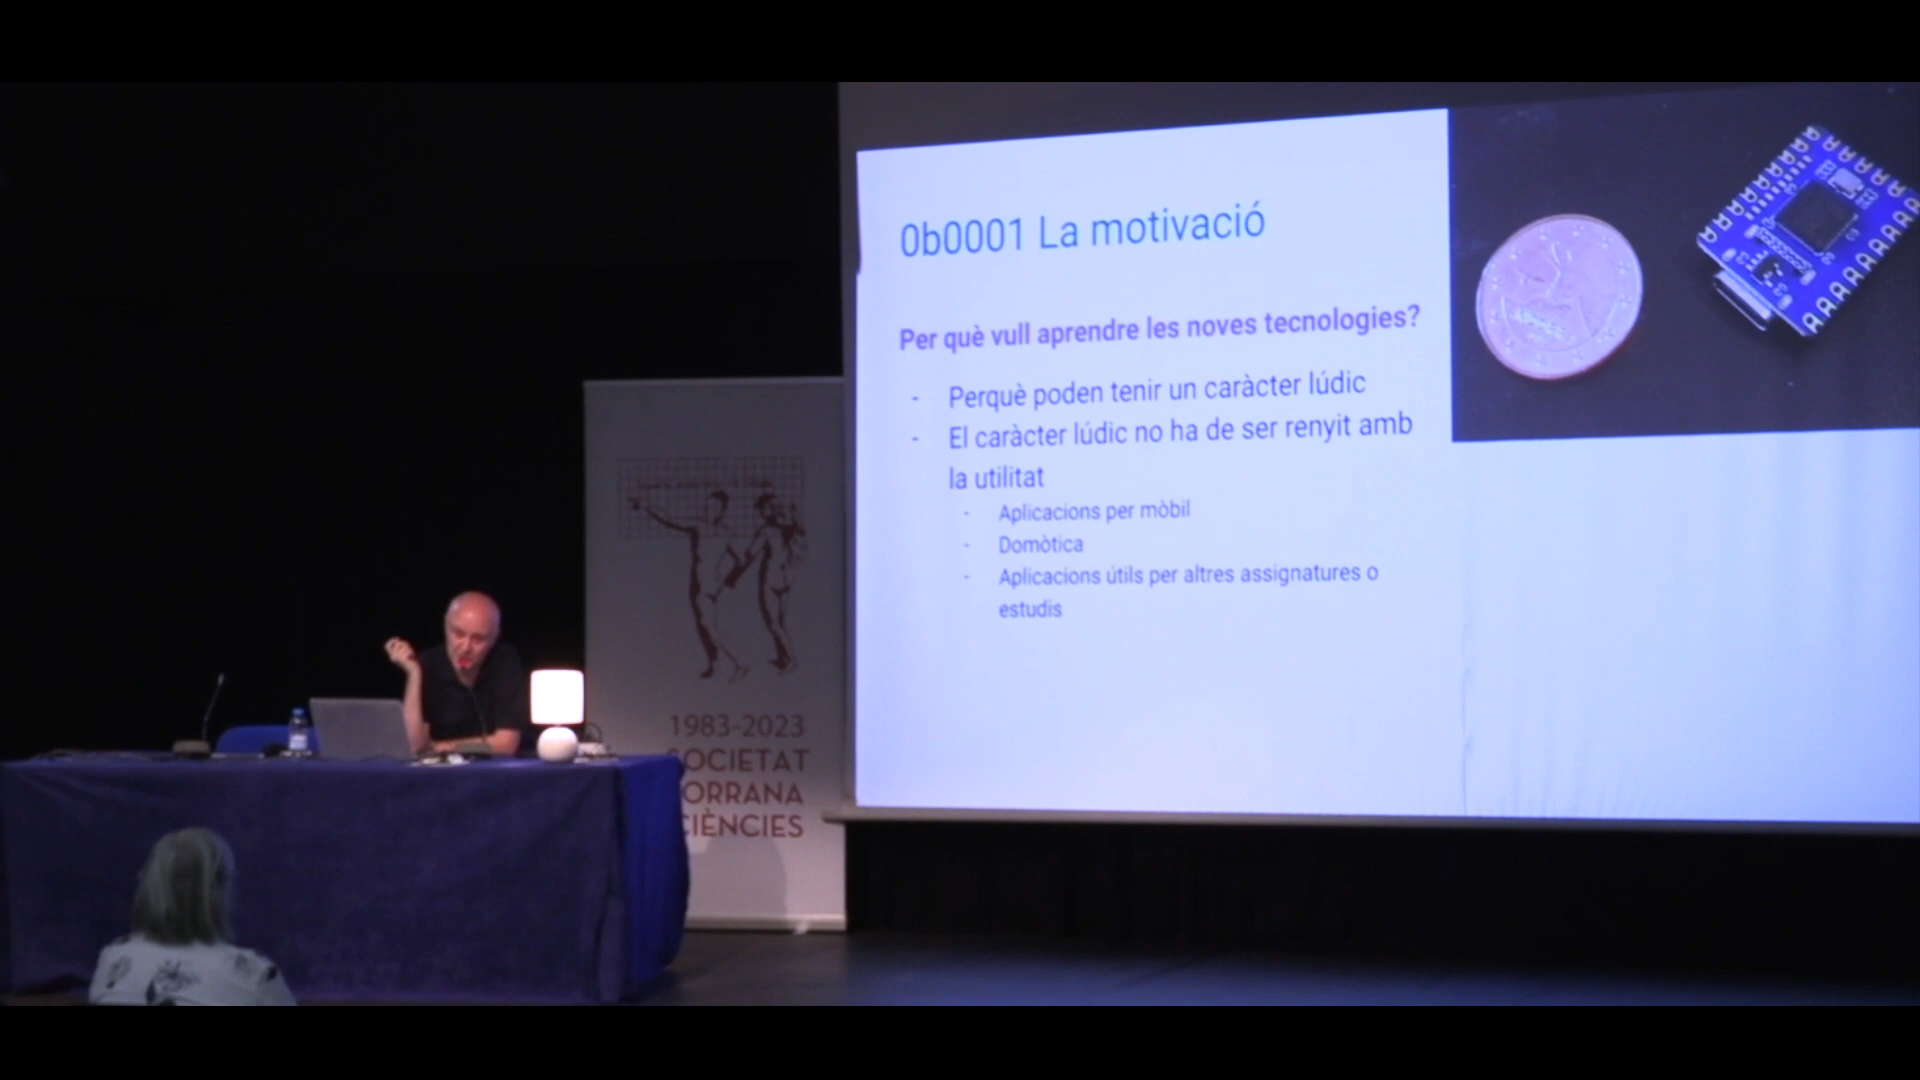 0b0001 La motivació
Per què vull aprendre les noves tecnologies?
- Perquè poden tenir un caràcter lúdic
- El caràcter lúdic no ha de ser renyit amb
la utilitat
- Aplicacions per mòbil
- Domòtica
- Aplicacions útils per altres assignatures o
estudis
1983-2023
OCIETAT
ORRANA
CIÈNCIES